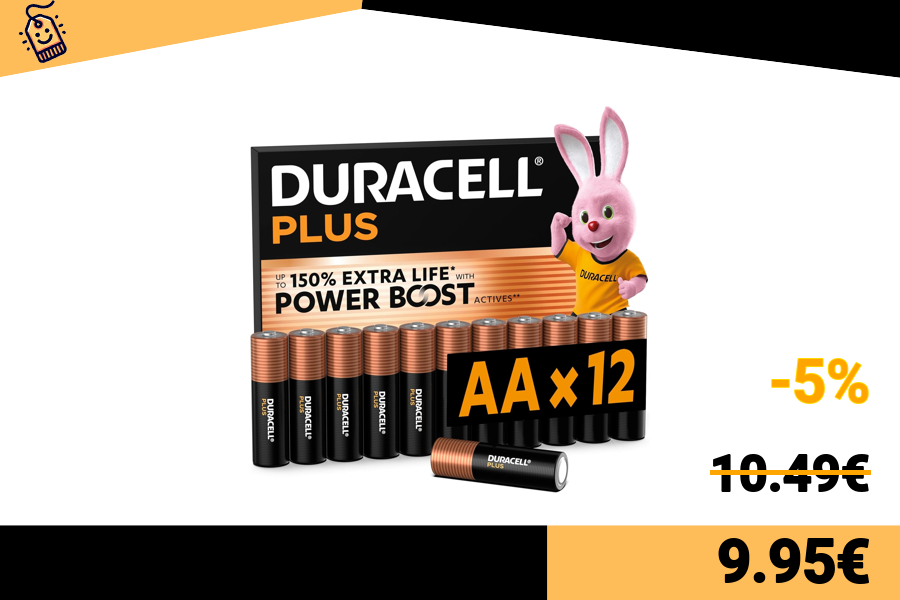 DURACELL®
PLUS
UP TO 150% EXTRA LIFE* WITH
POWER BOOST ACTIVES**
DURACELL
AA x 12
DURACELL®
PLUS
DURACELL®
PLUS
DURACELL®
PLUS
DURACELL®
PLUS
DURACELL®
PLUS
DURACELL®
PLUS
-5%
10.49€
9.95€